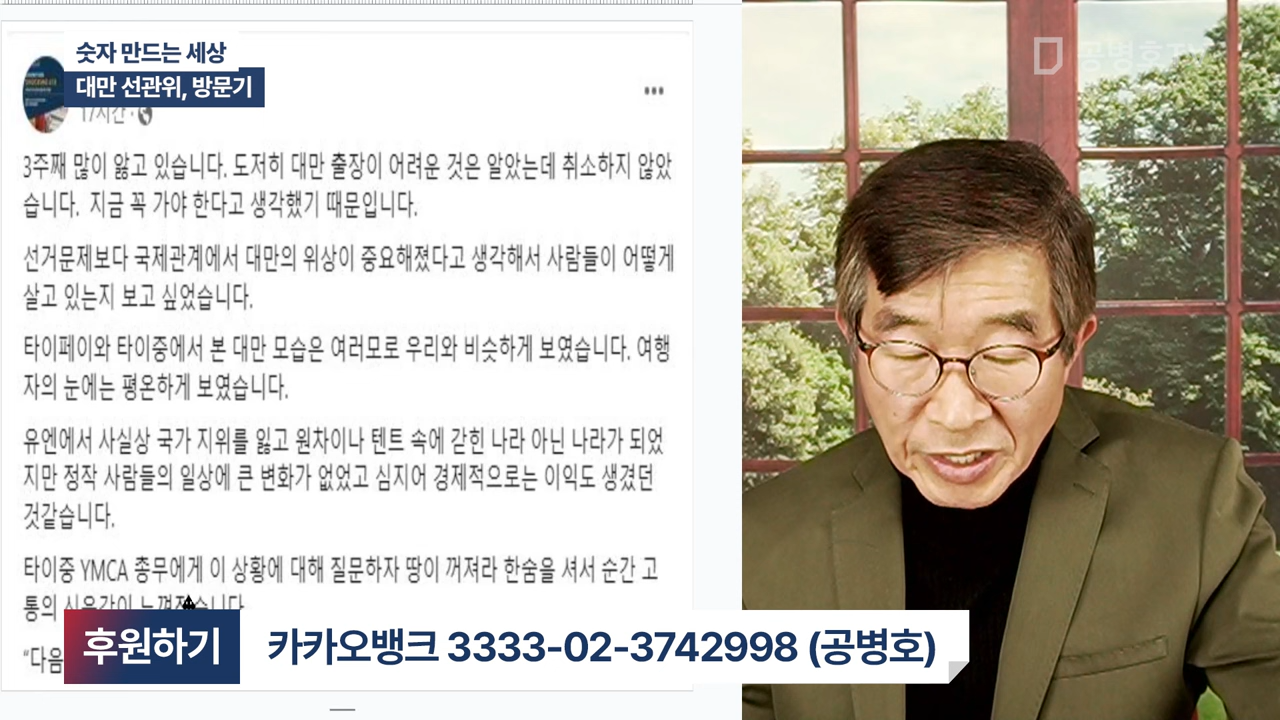 숫자 만드는 세상
대만 선관위, 방문기
17시간 ·
공병호TV
3주째 많이 앓고 있습니다. 도저히 대만 출장이 어려운 것은 알았는데 취소하지 않았
습니다. 지금 꼭 가야 한다고 생각했기 때문입니다.
선거문제보다 국제관계에서 대만의 위상이 중요해졌다고 생각해서 사람들이 어떻게
살고 있는지 보고 싶었습니다.
타이페이와 타이중에서 본 대만 모습은 여러모로 우리와 비슷하게 보였습니다. 여행
자의 눈에는 평온하게 보였습니다.
유엔에서 사실상 국가 지위를 잃고 원차이나 텐트 속에 갇힌 나라 아닌 나라가 되었
지만 정작 사람들의 일상에 큰 변화가 없었고 심지어 경제적으로는 이익도 생겼던
것같습니다.
타이중 YMCA 총무에게 이 상황에 대해 질문하자 땅이 꺼져라 한숨을 셔서 순간 고
통의
“다음
후원하기
카카오뱅크 3333-02-3742998 (공병호)